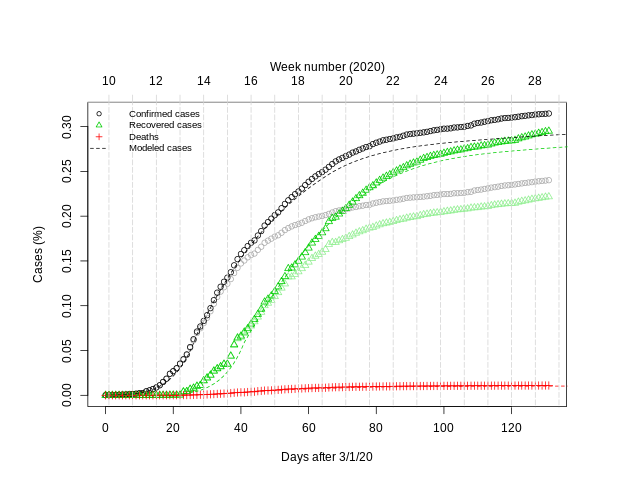 Week number (2020)
10 12 14 16 18 20 22 24 26 28
Confirmed cases
Recovered cases
Deaths
Modeled cases
Cases (%)
0.30
0.25
0.20
0.15
0.10
0.05
0.00
0 20 40 60 80 100 120
Days after 3/1/20